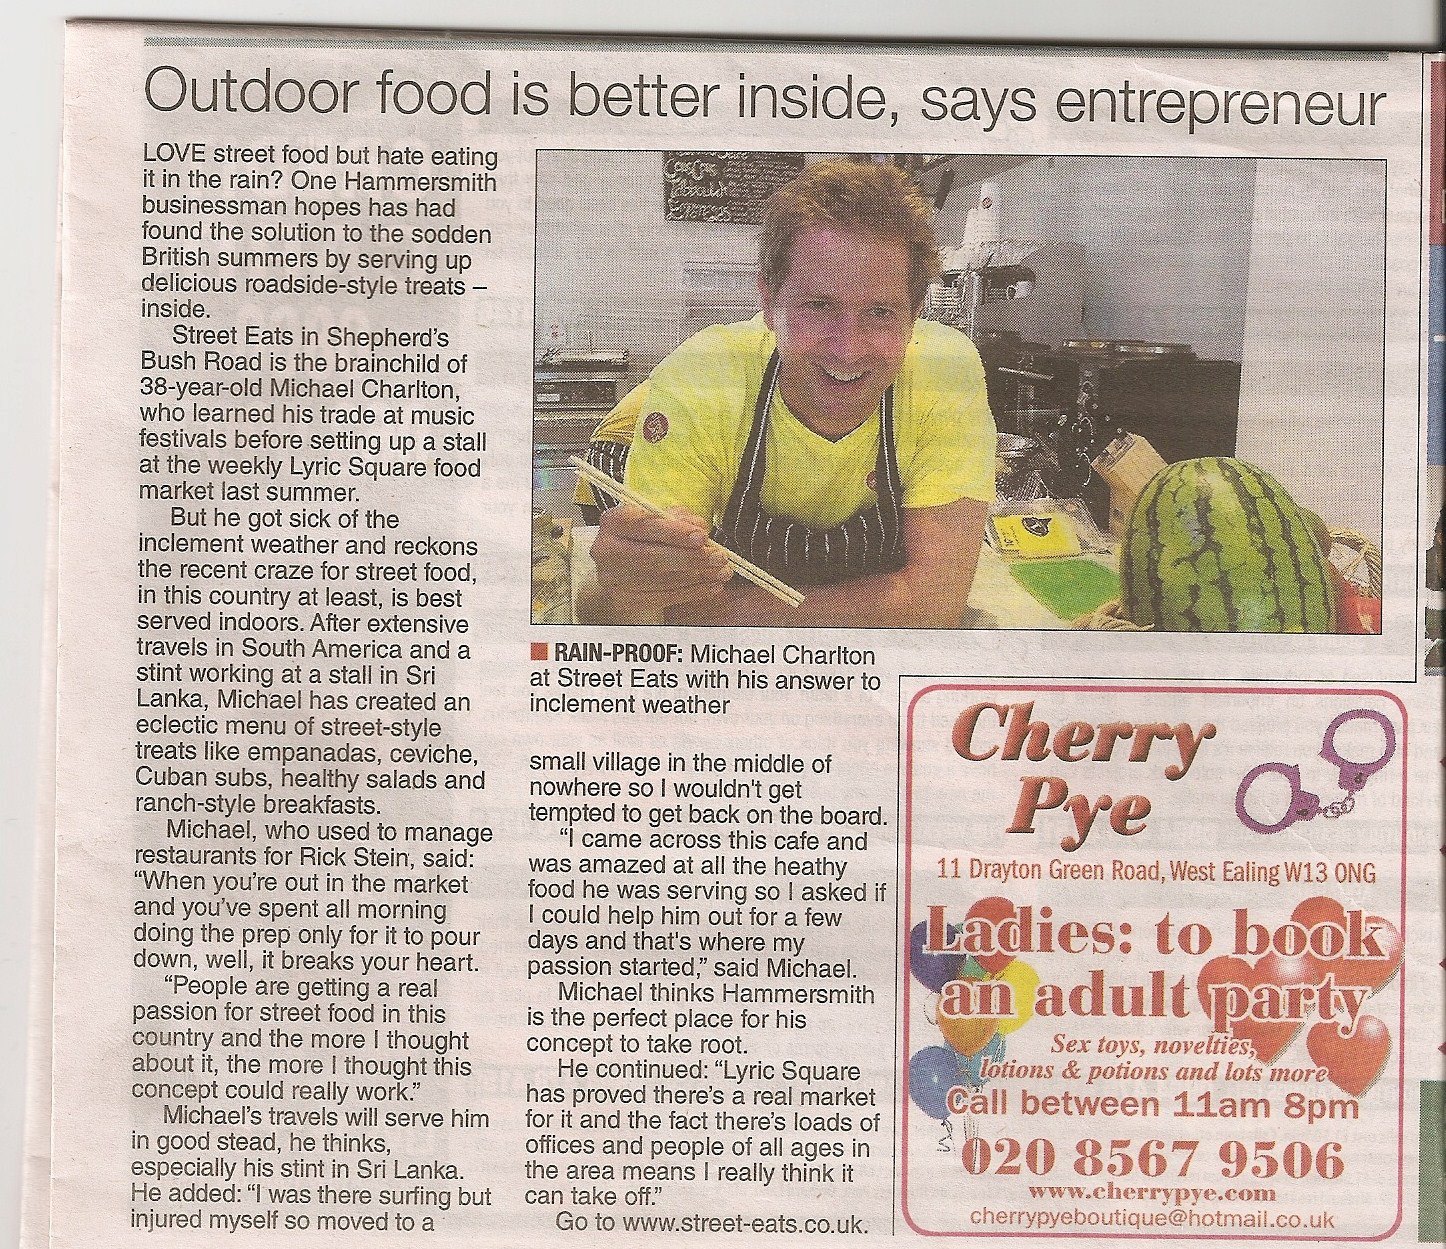 Outdoor food is better inside, says entrepreneur
LOVE street food but hate eating
it in the rain? One Hammersmith
businessman hopes has had
found the solution to the sodden
British summers by serving up
delicious roadside-style treats –
inside.
Street Eats in Shepherd's
Bush Road is the brainchild of
38-year-old Michael Charlton,
who learned his trade at music
festivals before setting up a stall
at the weekly Lyric Square food
market last summer.
But he got sick of the
inclement weather and reckons
the recent craze for street food,
in this country at least, is best
served indoors. After extensive
travels in South America and a
stint working at a stall in Sri
Lanka, Michael has created an
eclectic menu of street-style
treats like empanadas, ceviche,
Cuban subs, healthy salads and
ranch-style breakfasts.
Michael, who used to manage
restaurants for Rick Stein, said:
“When you're out in the market
and you've spent all morning
doing the prep only for it to pour
down, well, it breaks your heart.
“People are getting a real
passion for street food in this
country and the more I thought
about it, the more I thought this
concept could really work.”
Michael's travels will serve him
in good stead, he thinks,
especially his stint in Sri Lanka.
He added: “I was there surfing but
injured myself so moved to a
■ RAIN-PROOF: Michael Charlton
at Street Eats with his answer to
inclement weather
small village in the middle of
nowhere so I wouldn't get
tempted to get back on the board.
“I came across this cafe and
was amazed at all the heathy
food he was serving so I asked if
I could help him out for a few
days and that's where my
passion started,” said Michael.
Michael thinks Hammersmith
is the perfect place for his
concept to take root.
He continued: “Lyric Square
has proved there's a real market
for it and the fact there's loads of
offices and people of all ages in
the area means I really think it
can take off.”
Go to www.street-eats.co.uk.
Cherry
Pye
11 Drayton Green Road, West Ealing W13 0NG
Ladies: to book
an adult party
Sex toys, novelties,
lotions & potions and lots more
Call between 11am 8pm
020 8567 9506
www.cherrypye.com
cherrypyeboutique@hotmail.co.uk